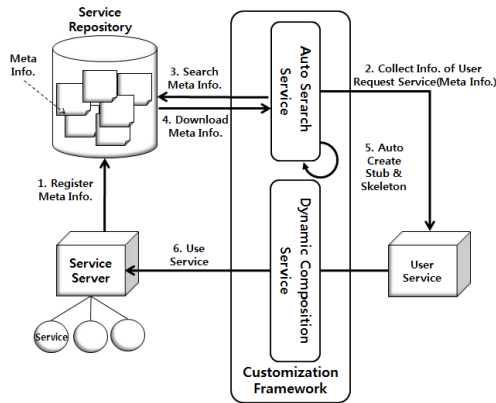 Service
Repository
Meta
Info.
3. Search
Meta Info.
4. Download
Meta Info.
Auto Serarch
Service
2. Collect Info. of User
Request Service(Meta Info.)
5. Auto
Create
Stub &
Skeleton
1. Register
Meta Info.
Dynamic Composition
Service
6. Use
Service
Service
Server
User
Service
Service
Customization
Framework